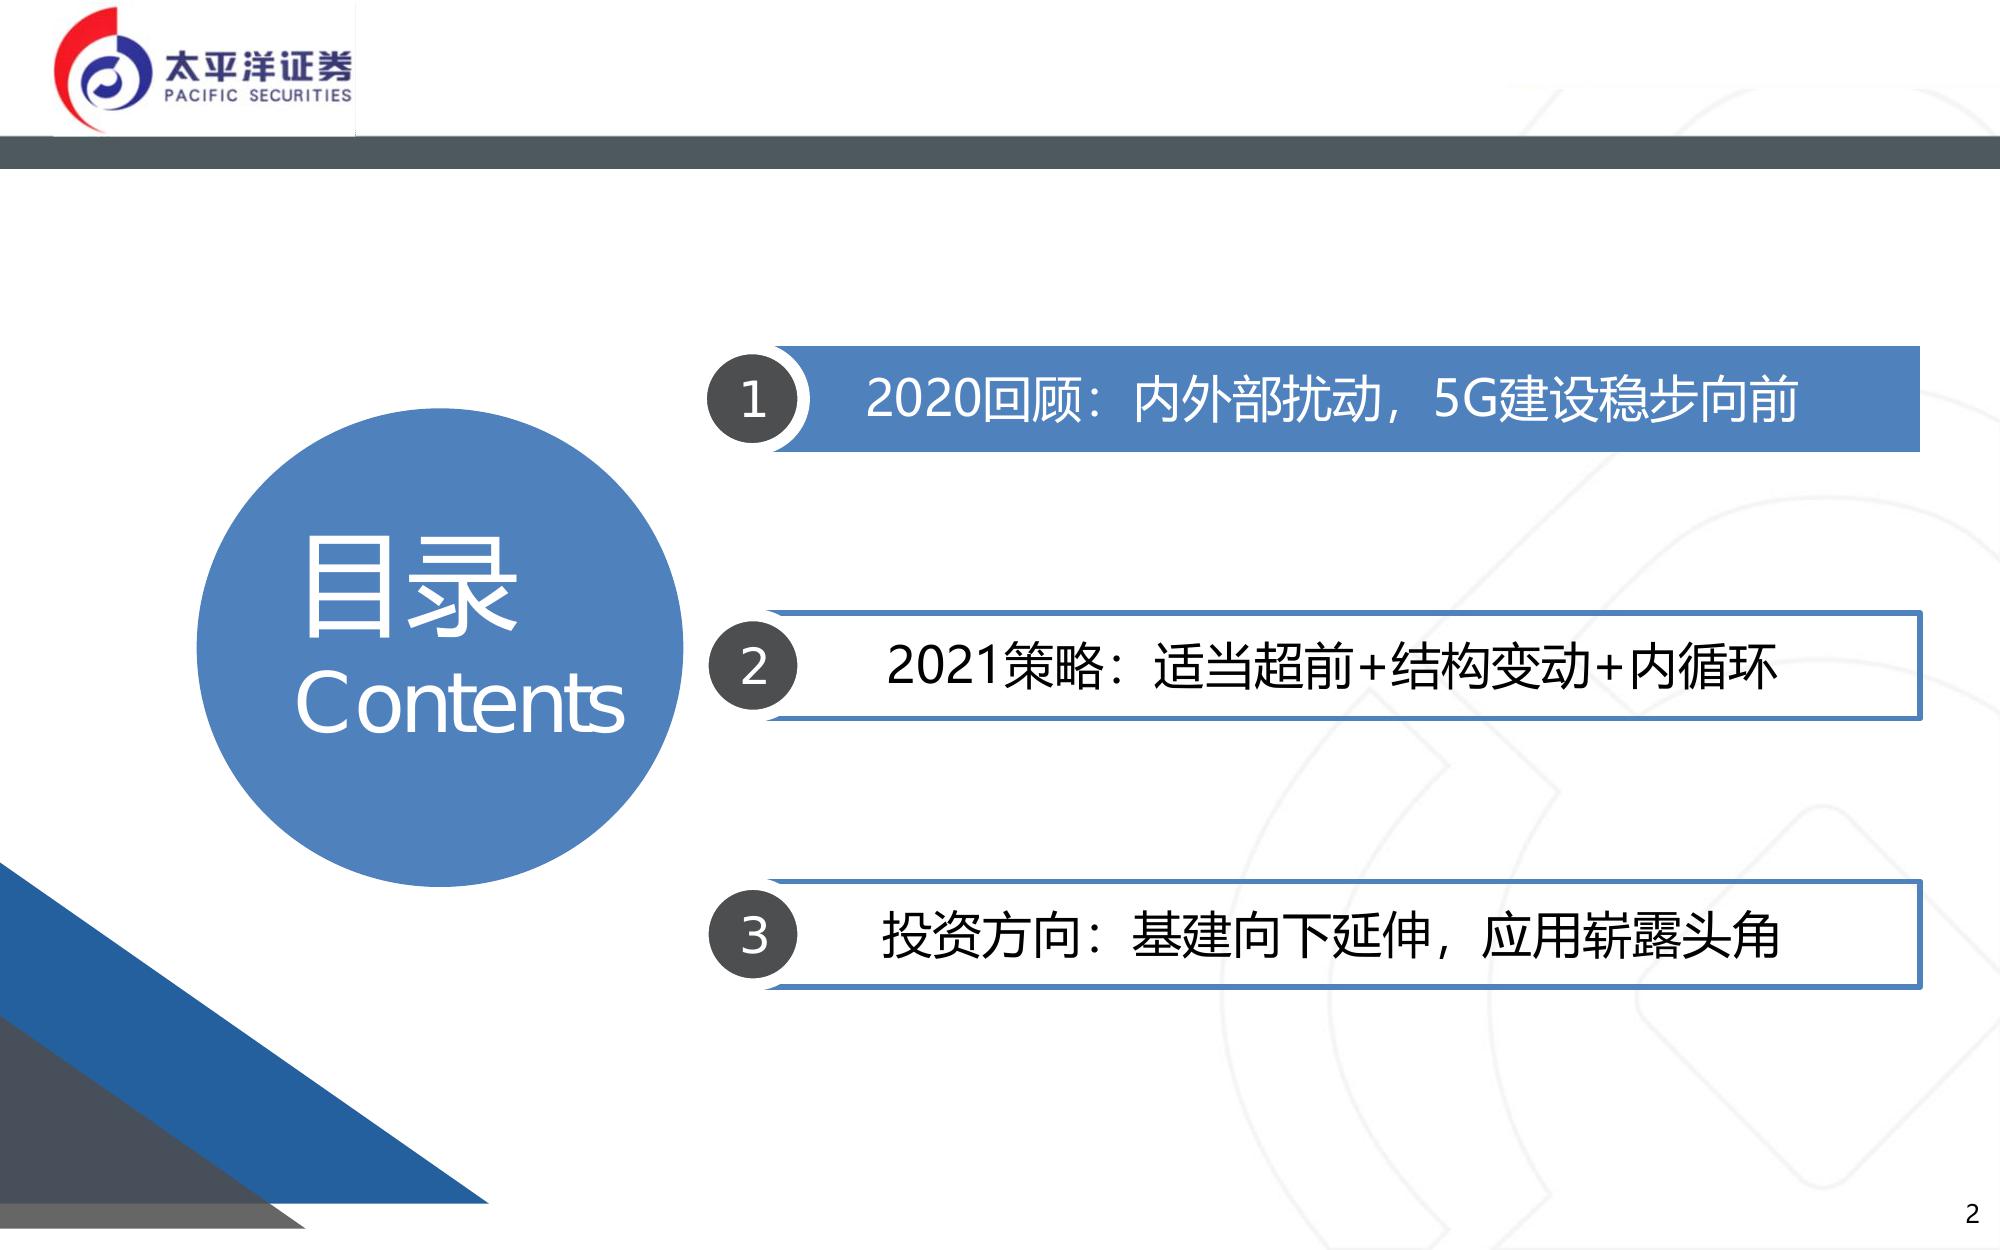 太平洋证券
PACIFIC SECURITIES
目录
Contents
1
2020回顾：内外部扰动，5G建设稳步向前
2
2021策略：适当超前+结构变动+内循环
3
投资方向：基建向下延伸，应用崭露头角
2